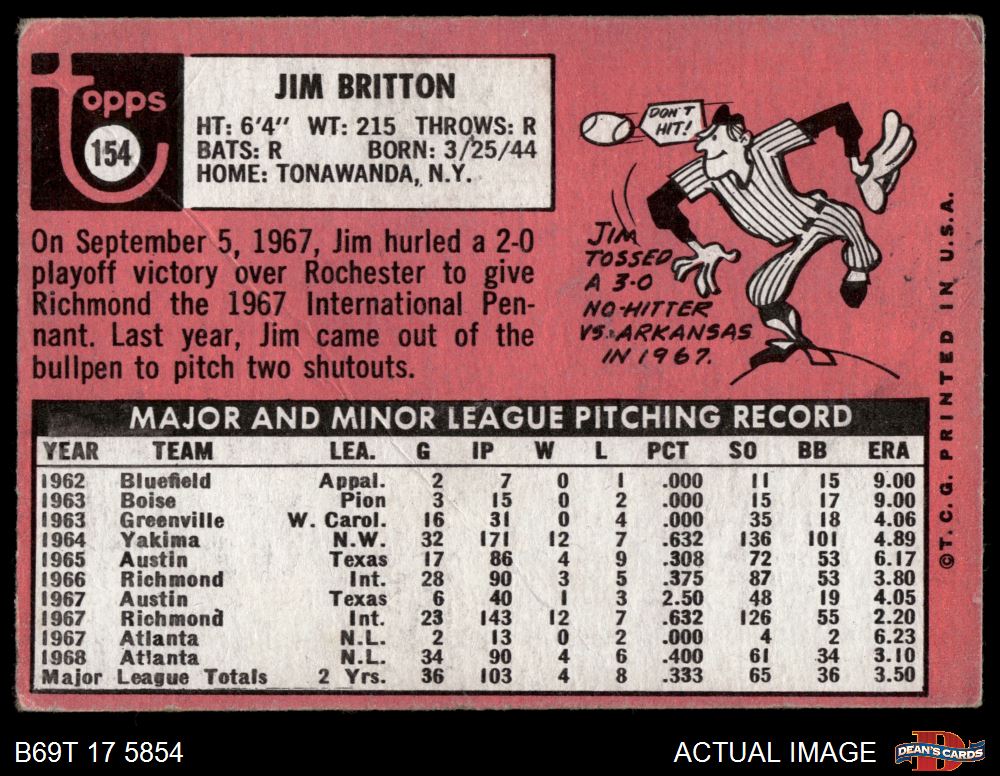 topps
154
JIM BRITTON
HT: 6'4" WT: 215 THROWS: R
BATS: R BORN: 3/25/44
HOME: TONAWANDA, N.Y.
On September 5, 1967, Jim hurled a 2-0
playoff victory over Rochester to give
Richmond the 1967 International Pen-
nant. Last year, Jim came out of the
bullpen to pitch two shutouts.
DON'T
HIT!
JIM
TOSSED
A 3-0
NO-HITTER
VS. ARKANSAS
IN 1967.
©T.C.G. PRINTED IN U.S.A.
MAJOR AND MINOR LEAGUE PITCHING RECORD
YEAR TEAM LEA. G IP W L PCT SO BB ERA
1962 Bluefield Appal. 2 7 0 1 .000 11 15 9.00
1963 Boise Pion 3 15 0 2 .000 15 17 9.00
1963 Greenville W. Carol. 16 31 0 4 .000 35 18 4.06
1964 Yakima N.W. 32 171 12 7 .632 136 101 4.89
1965 Austin Texas 17 86 4 9 .308 72 53 6.17
1966 Richmond Int. 28 90 3 5 .375 87 53 3.80
1967 Austin Texas 6 40 1 3 2.50 48 19 4.05
1967 Richmond Int. 23 143 12 7 .632 126 55 2.20
1967 Atlanta N.L. 2 13 0 2 .000 4 2 6.23
1968 Atlanta N.L. 34 90 4 6 .400 61 34 3.10
Major League Totals 2 Yrs. 36 103 4 8 .333 65 36 3.50
B69T 17 5854
ACTUAL IMAGE
D
DEAN'S CARDS